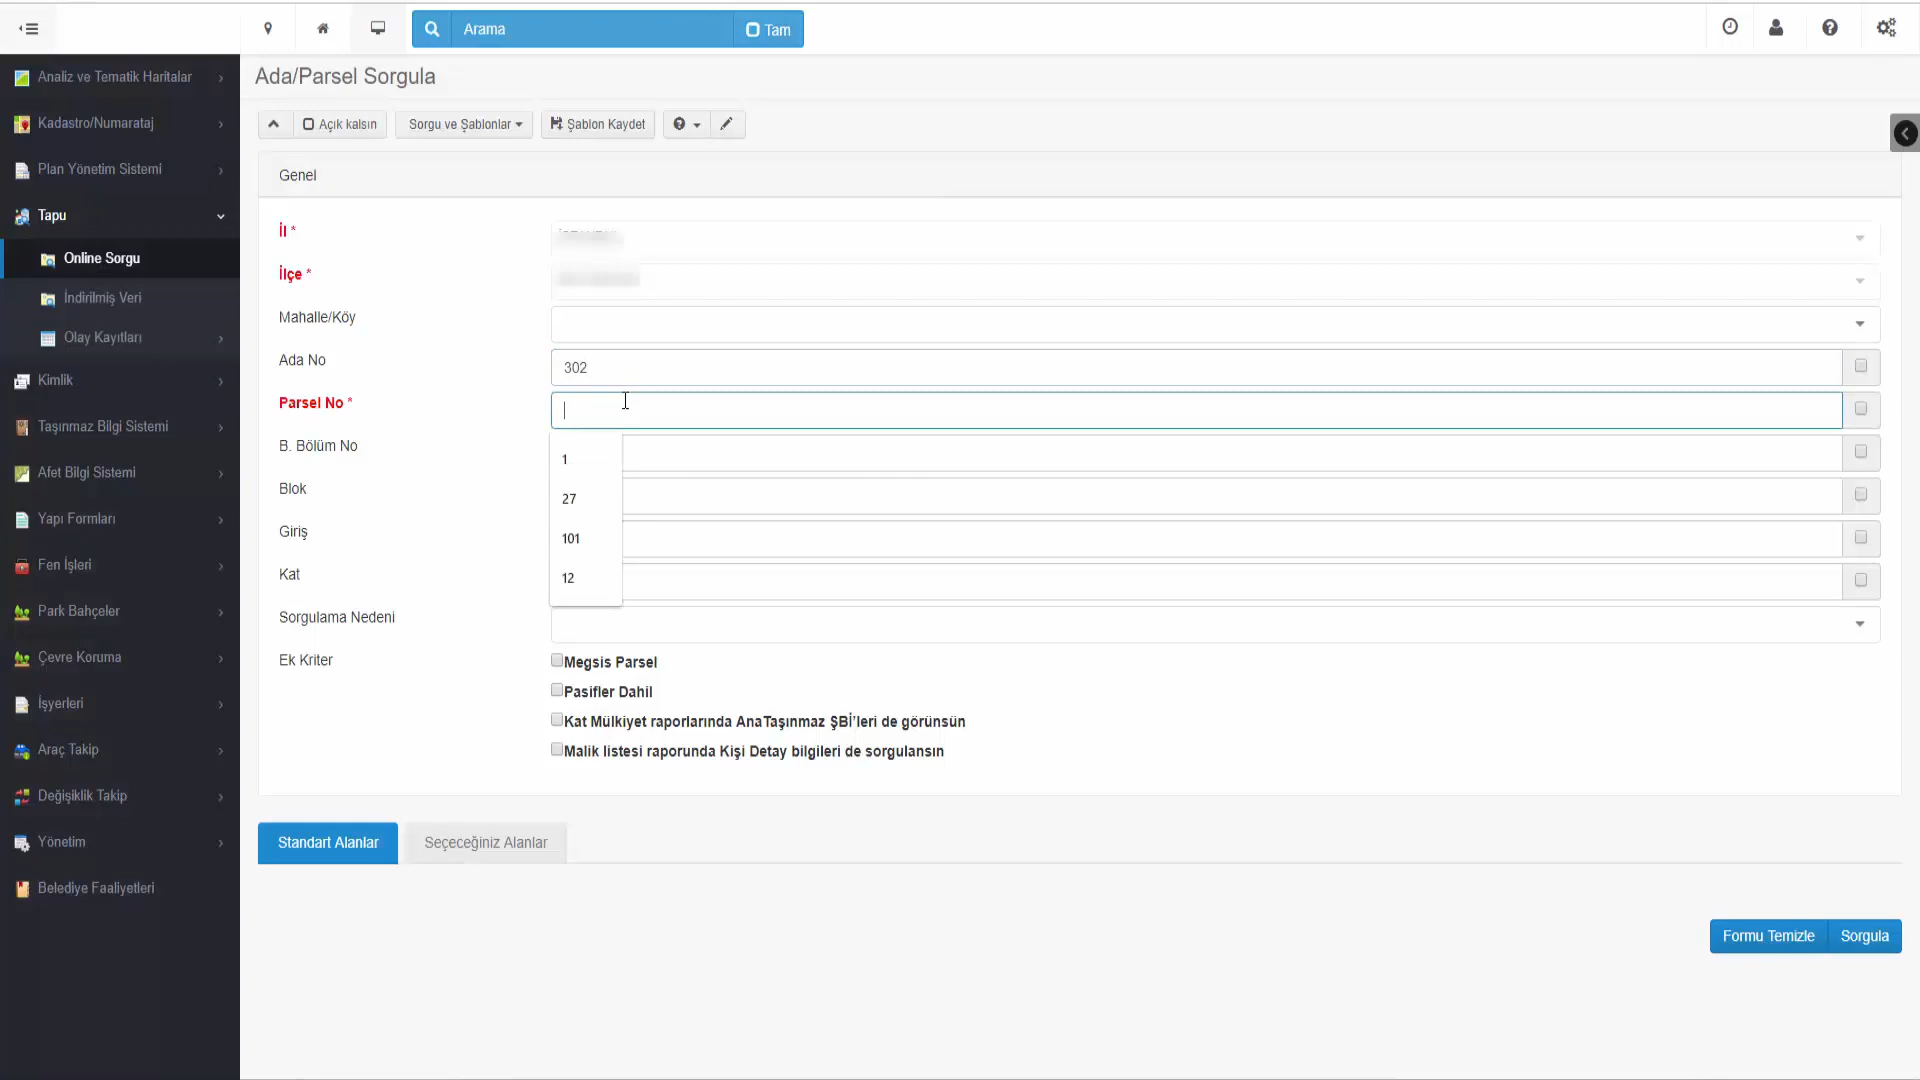 Arama
Tam
Analiz ve Tematik Haritalar
Kadastro/Numarataj
Plan Yönetim Sistemi
Tapu
Online Sorgu
İndirilmiş Veri
Olay Kayıtları
Kimlik
Taşınmaz Bilgi Sistemi
Afet Bilgi Sistemi
Yapı Formları
Fen İşleri
Park Bahçeler
Çevre Koruma
İşyerleri
Araç Takip
Değişiklik Takip
Yönetim
Belediye Faaliyetleri
Ada/Parsel Sorgula
Açık kalsın
Sorgu ve Şablonlar
Şablon Kaydet
Genel
İl *
İlçe *
Mahalle/Köy
Ada No
302
Parsel No *
B. Bölüm No
1
Blok
27
Giriş
101
Kat
12
Sorgulama Nedeni
Ek Kriter
Megsis Parsel
Pasifler Dahil
Kat Mülkiyet raporlarında AnaTaşınmaz ŞBİ'leri de görünsün
Malik listesi raporunda Kişi Detay bilgileri de sorgulansın
Standart Alanlar
Seçeceğiniz Alanlar
Formu Temizle
Sorgula